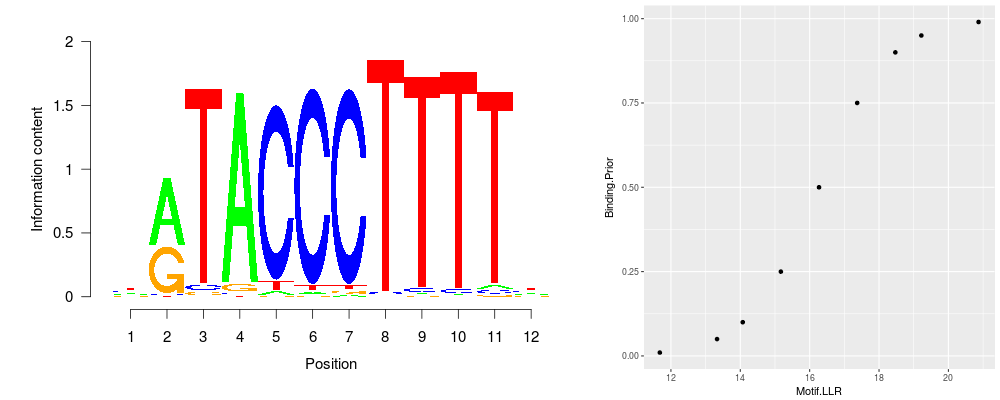 2
1.5
1
0.5
0
Information content
ATACCCTTTT
G
1 2 3 4 5 6 7 8 9 10 11 12
Position
1.00
0.75
0.50
0.25
0.00
Binding.Prior
12 14 16 18 20
Motif.LLR